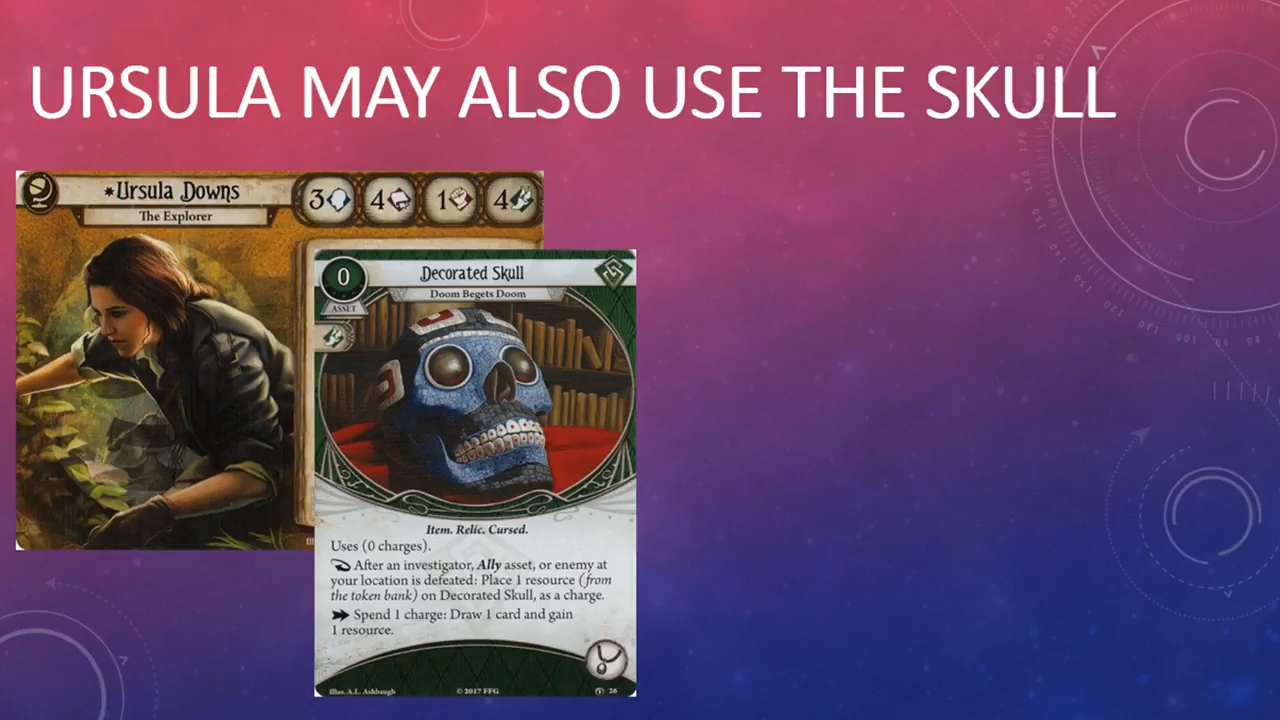 URSULA MAY ALSO USE THE SKULL
Ursula Downs
3 4 1 4
The Explorer
0
Decorated Skull
Doom Begets Doom
ASSET
Item. Relic. Cursed.
Uses (0 charges).
After an investigator, Ally asset, or enemy at
your location is defeated: Place 1 resource (from
the token bank) on Decorated Skull, as a charge.
Spend 1 charge: Draw 1 card and gain
1 resource.
Illus. A.L. Ashbaugh © 2017 FFG 26